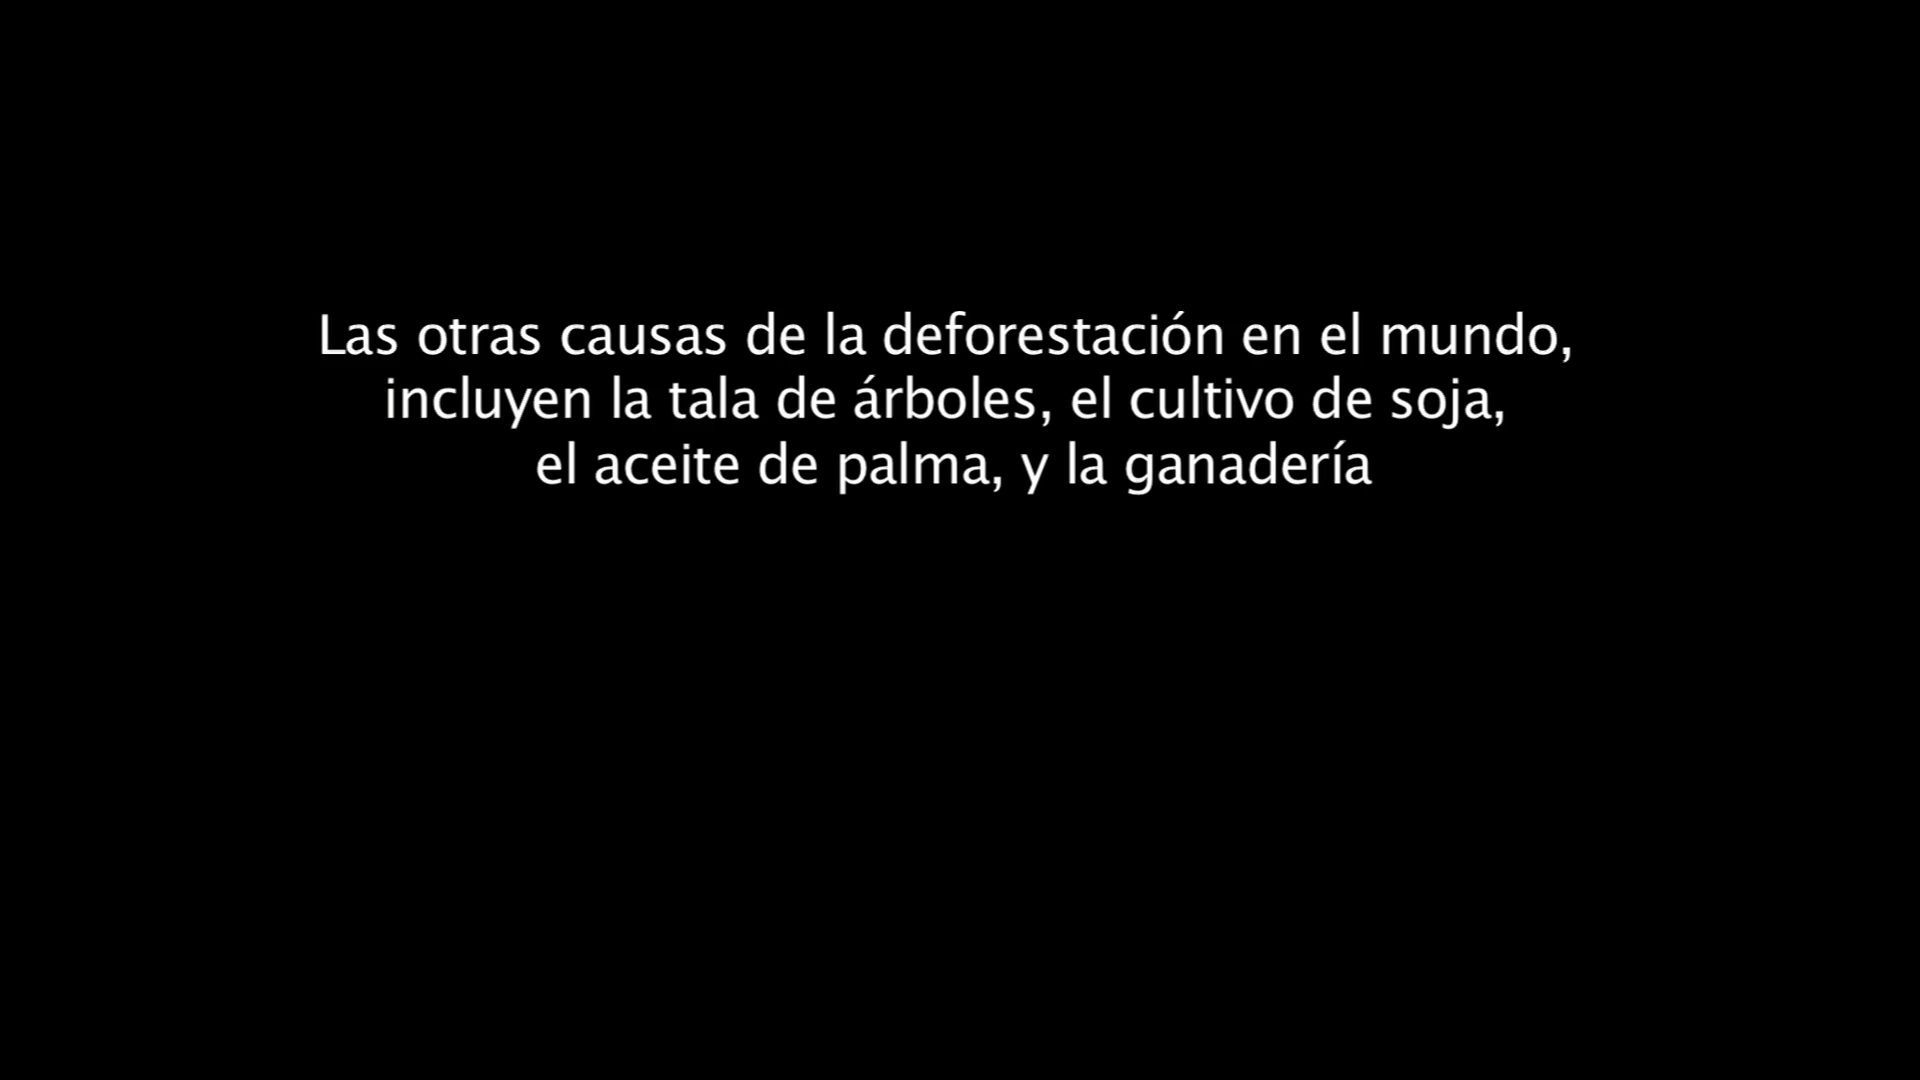 Las otras causas de la deforestación en el mundo,
incluyen la tala de árboles, el cultivo de soja,
el aceite de palma, y la ganadería